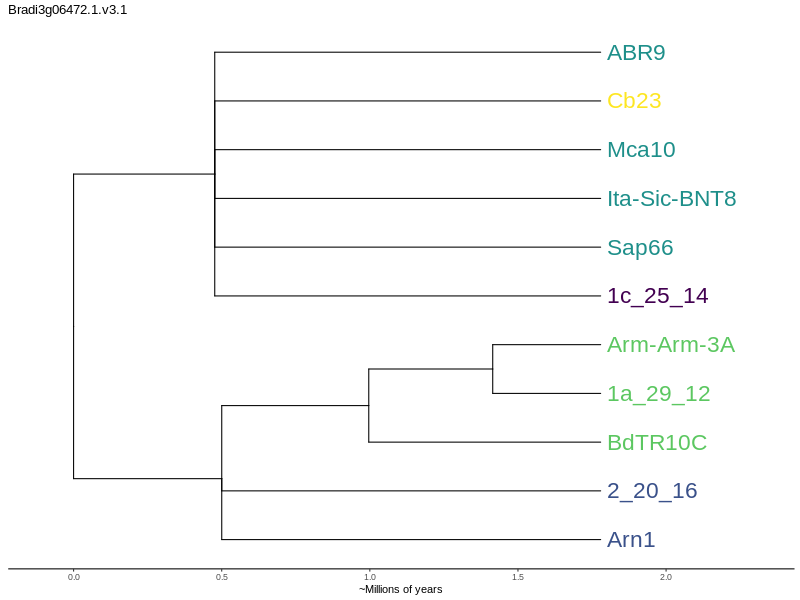 Bradi3g06472.1.v3.1
ABR9
Cb23
Mca10
Ita-Sic-BNT8
Sap66
1c_25_14
Arm-Arm-3A
1a_29_12
BdTR10C
2_20_16
Arn1
0.0 0.5 1.0 1.5 2.0
~Millions of years